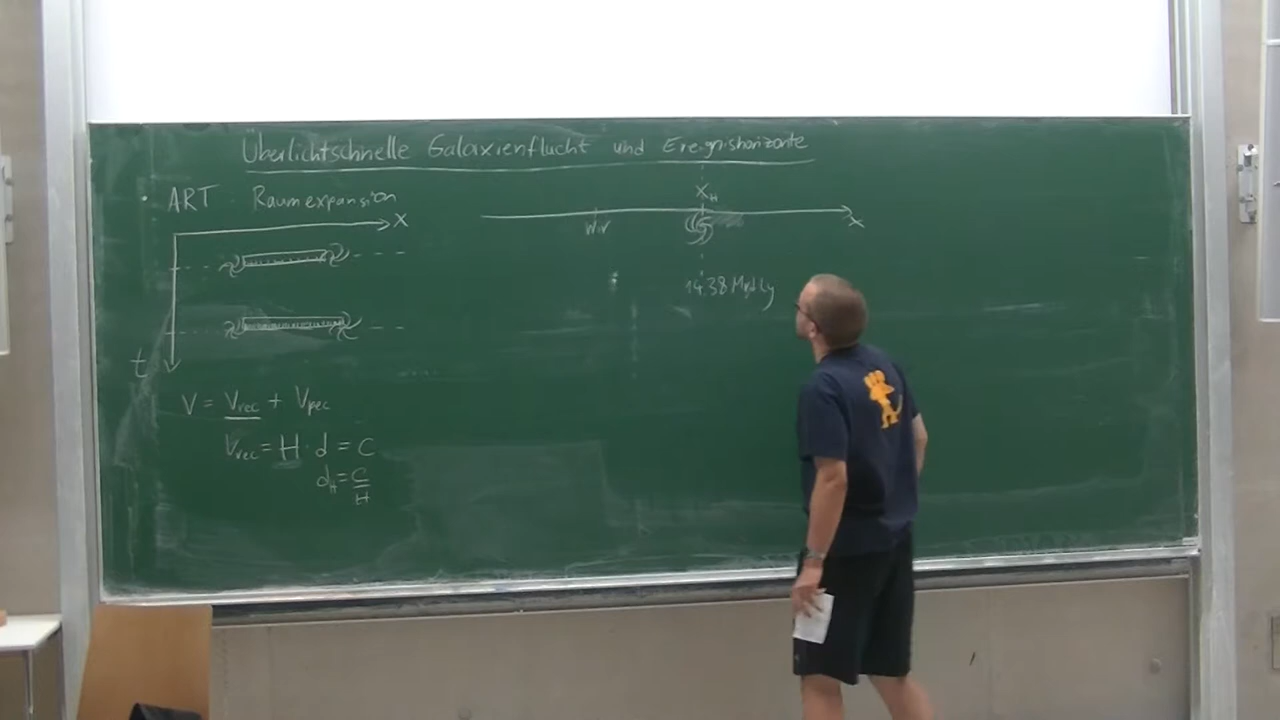 Überlichtschnelle Galaxienflucht und Ereignishorizonte
ART Raumexpansion
x
t
V = Vrec + Vpec
Vrec = H · d = C
dH = C/H
XH
Wir
x
14.38 Mrd Ly